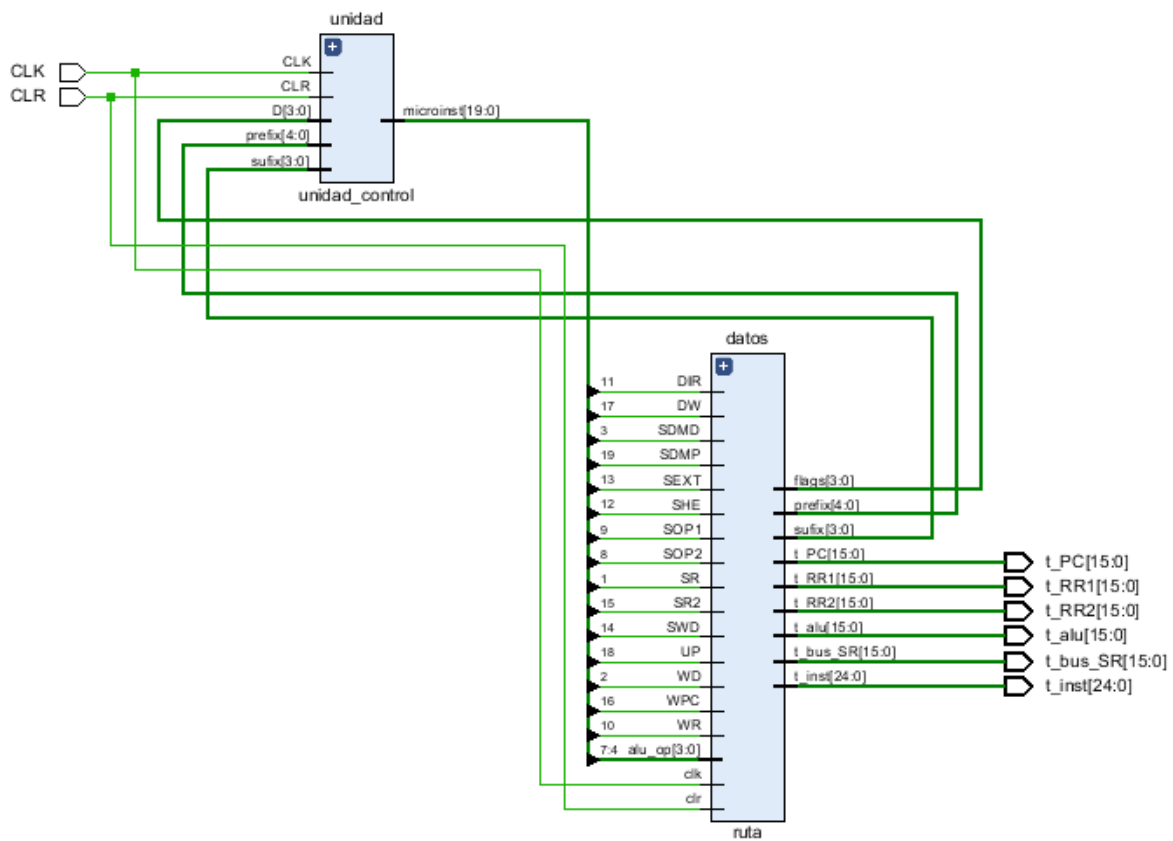 unidad
CLK
CLR
CLK
CLR
D[3:0]
prefix[4:0]
sufix[3:0]
microinst[19:0]
unidad_control
datos
11 DIR
17 DW
3 SDMD
19 SDMP
13 SEXT
12 SHE
9 SOP1
8 SOP2
1 SR
15 SR2
14 SWD
18 UP
2 WD
16 WPC
10 WR
7:4 alu_op[3:0]
clk
clr
flags[3:0]
prefix[4:0]
sufix[3:0]
t_PC[15:0]
t_RR1[15:0]
t_RR2[15:0]
t_alu[15:0]
t_bus_SR[15:0]
t_inst[24:0]
t_PC[15:0]
t_RR1[15:0]
t_RR2[15:0]
t_alu[15:0]
t_bus_SR[15:0]
t_inst[24:0]
ruta